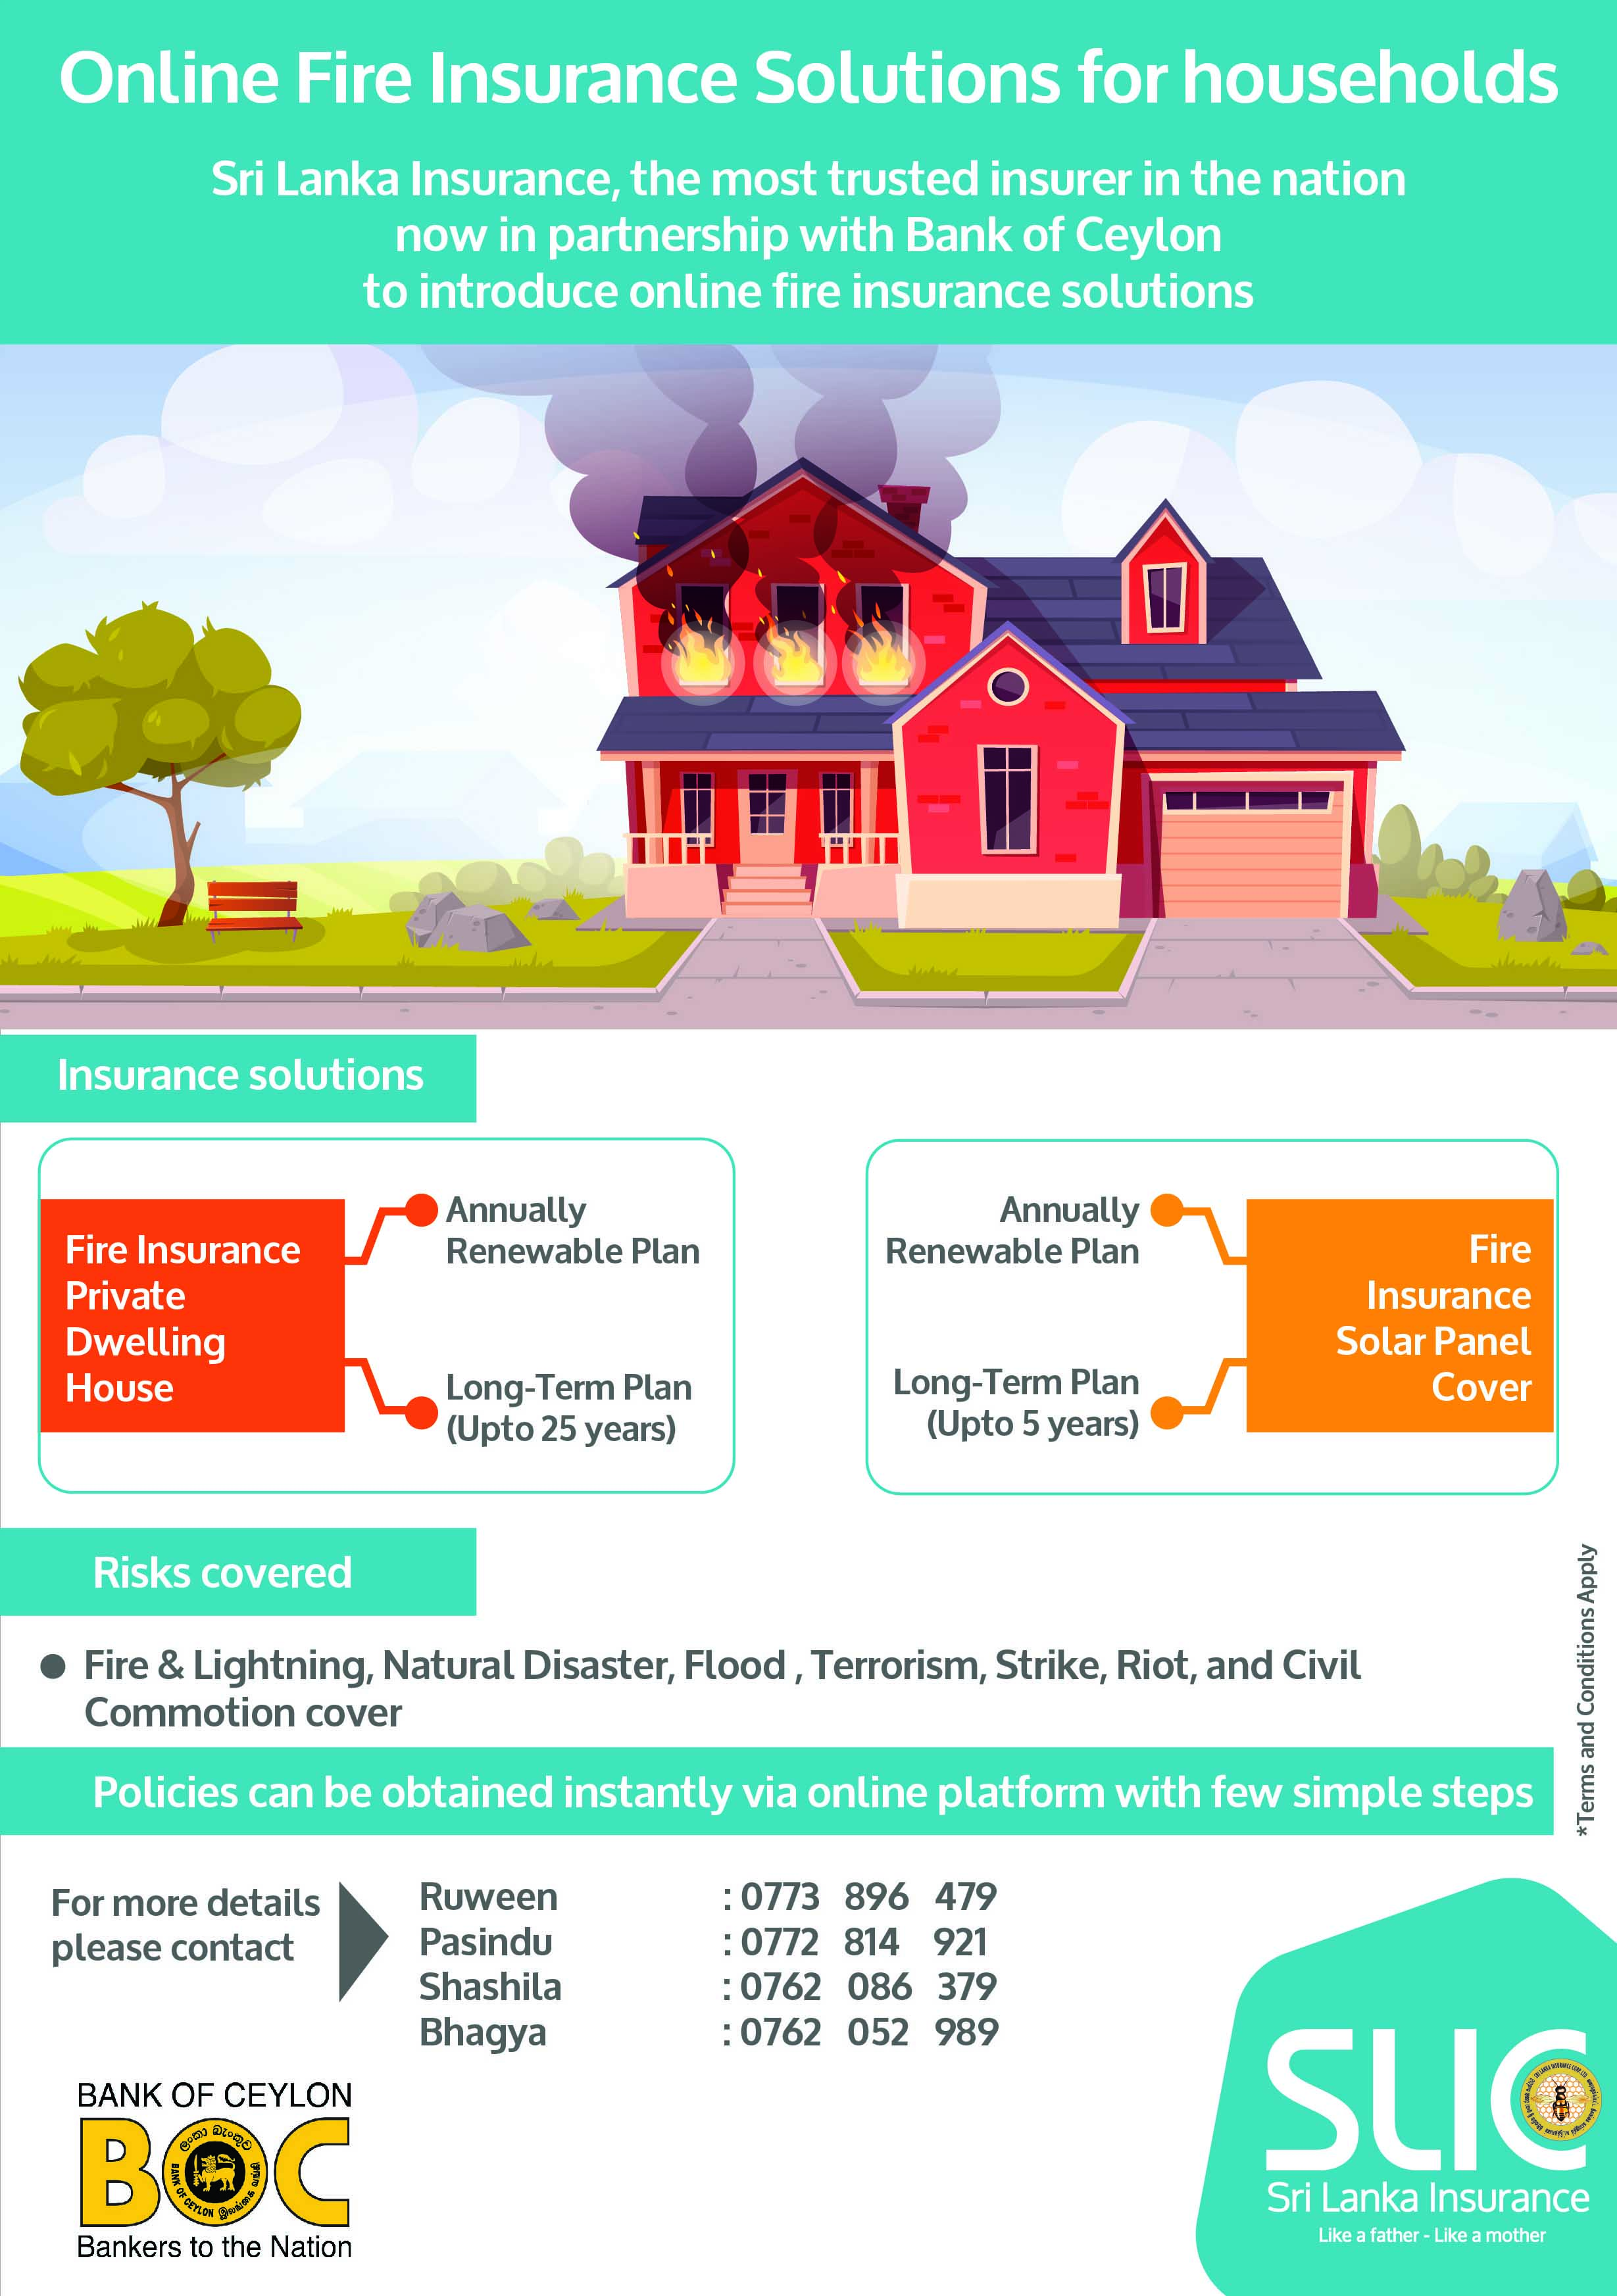 Online Fire Insurance Solutions for households
Sri Lanka Insurance, the most trusted insurer in the nation
now in partnership with Bank of Ceylon
to introduce online fire insurance solutions
Insurance solutions
Fire Insurance
Private
Dwelling
House
Annually
Renewable Plan
Long-Term Plan
(Upto 25 years)
Annually
Renewable Plan
Long-Term Plan
(Upto 5 years)
Fire
Insurance
Solar Panel
Cover
Risks covered
● Fire & Lightning, Natural Disaster, Flood , Terrorism, Strike, Riot, and Civil
Commotion cover
*Terms and Conditions Apply
Policies can be obtained instantly via online platform with few simple steps
For more details
please contact
Ruween : 0773 896 479
Pasindu : 0772 814 921
Shashila : 0762 086 379
Bhagya : 0762 052 989
BANK OF CEYLON
BOC
ලංකා බැංකුව
BANK OF CEYLON
Bankers to the Nation
SLIC
Sri Lanka Insurance
Like a father - Like a mother